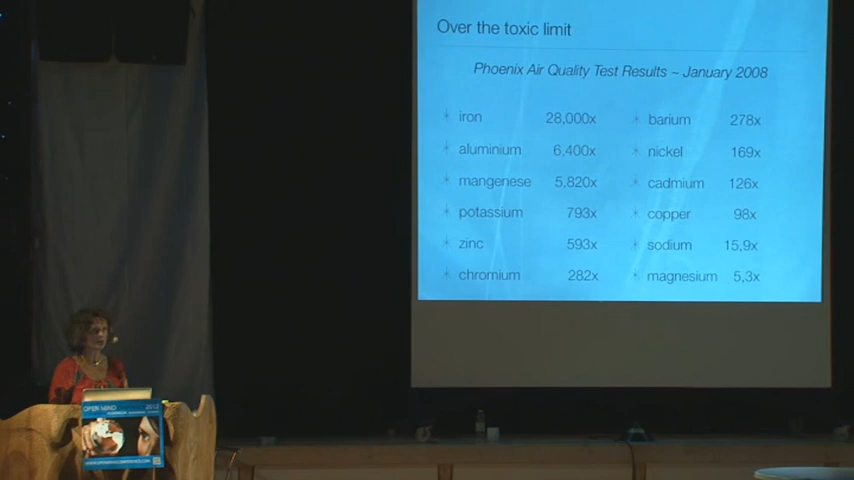 Over the toxic limit
Phoenix Air Quality Test Results ~ January 2008
iron 28,000x
aluminium 6,400x
mangenese 5,820x
potassium 793x
zinc 593x
chromium 282x
barium 278x
nickel 169x
cadmium 126x
copper 98x
sodium 15,9x
magnesium 5,3x
OPEN MIND 2012